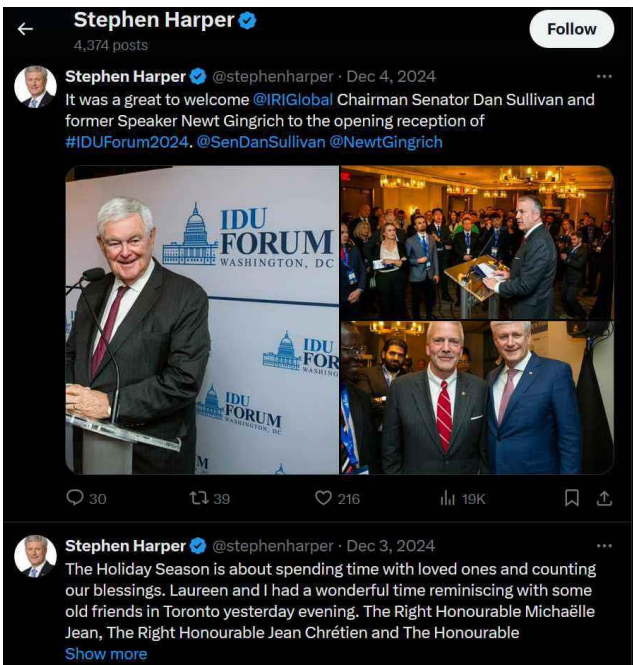 Stephen Harper
4,374 posts
Follow
Stephen Harper @stephenharper · Dec 4, 2024
It was a great to welcome @IRIGlobal Chairman Senator Dan Sullivan and
former Speaker Newt Gingrich to the opening reception of
#IDUForum2024. @SenDanSullivan @NewtGingrich
IDU
FORUM
WASHINGTON, DC
IDU
FOR
WASHING
IDU
FORUM
WASHINGTON, DC
M
30
39
216
19K
Stephen Harper @stephenharper · Dec 3, 2024
The Holiday Season is about spending time with loved ones and counting
our blessings. Laureen and I had a wonderful time reminiscing with some
old friends in Toronto yesterday evening. The Right Honourable Michaëlle
Jean, The Right Honourable Jean Chrétien and The Honourable
Show more